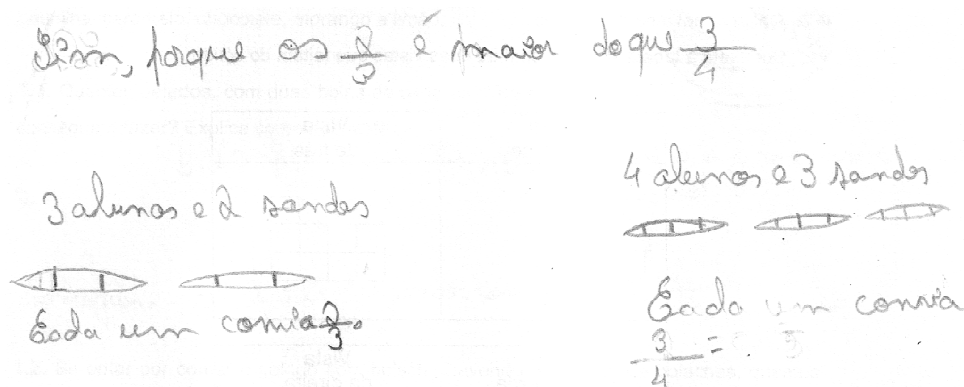 Sim, porque os 2/3 é maior do que 3/4
3 alunos e 2 sandes
Cada um comia 2/3.
4 alunos e 3 sandes
Cada um comia
3/4 =